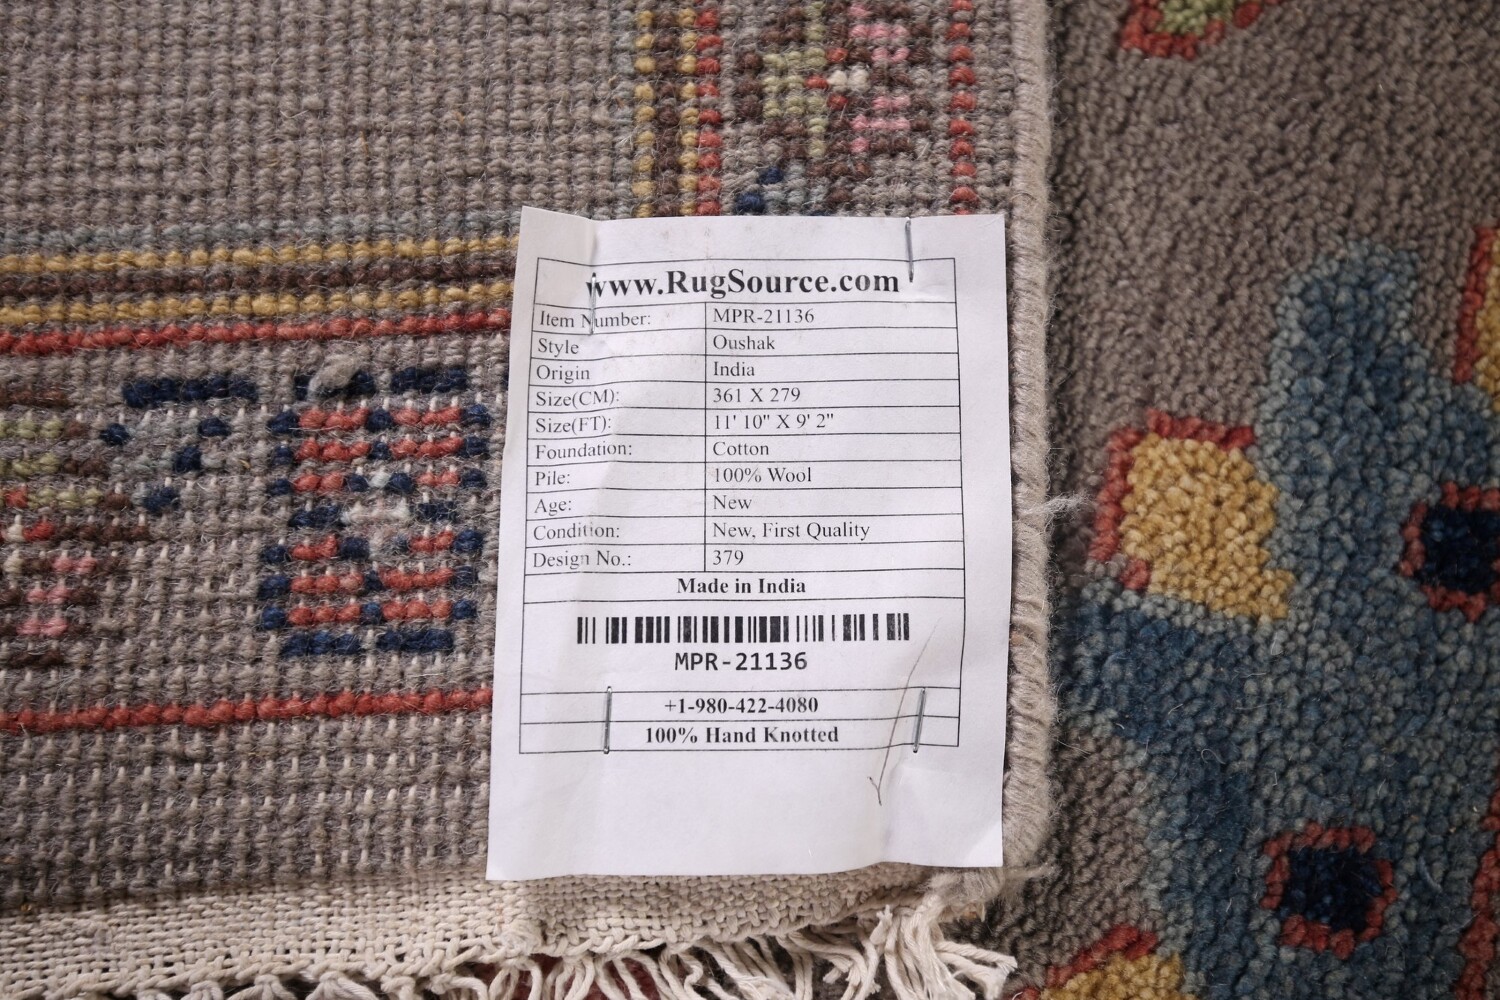 www.RugSource.com
Item Number: MPR-21136
Style Oushak
Origin India
Size(CM): 361 X 279
Size(FT): 11' 10" X 9' 2"
Foundation: Cotton
Pile: 100% Wool
Age: New
Condition: New, First Quality
Design No.: 379
Made in India
MPR-21136
+1-980-422-4080
100% Hand Knotted